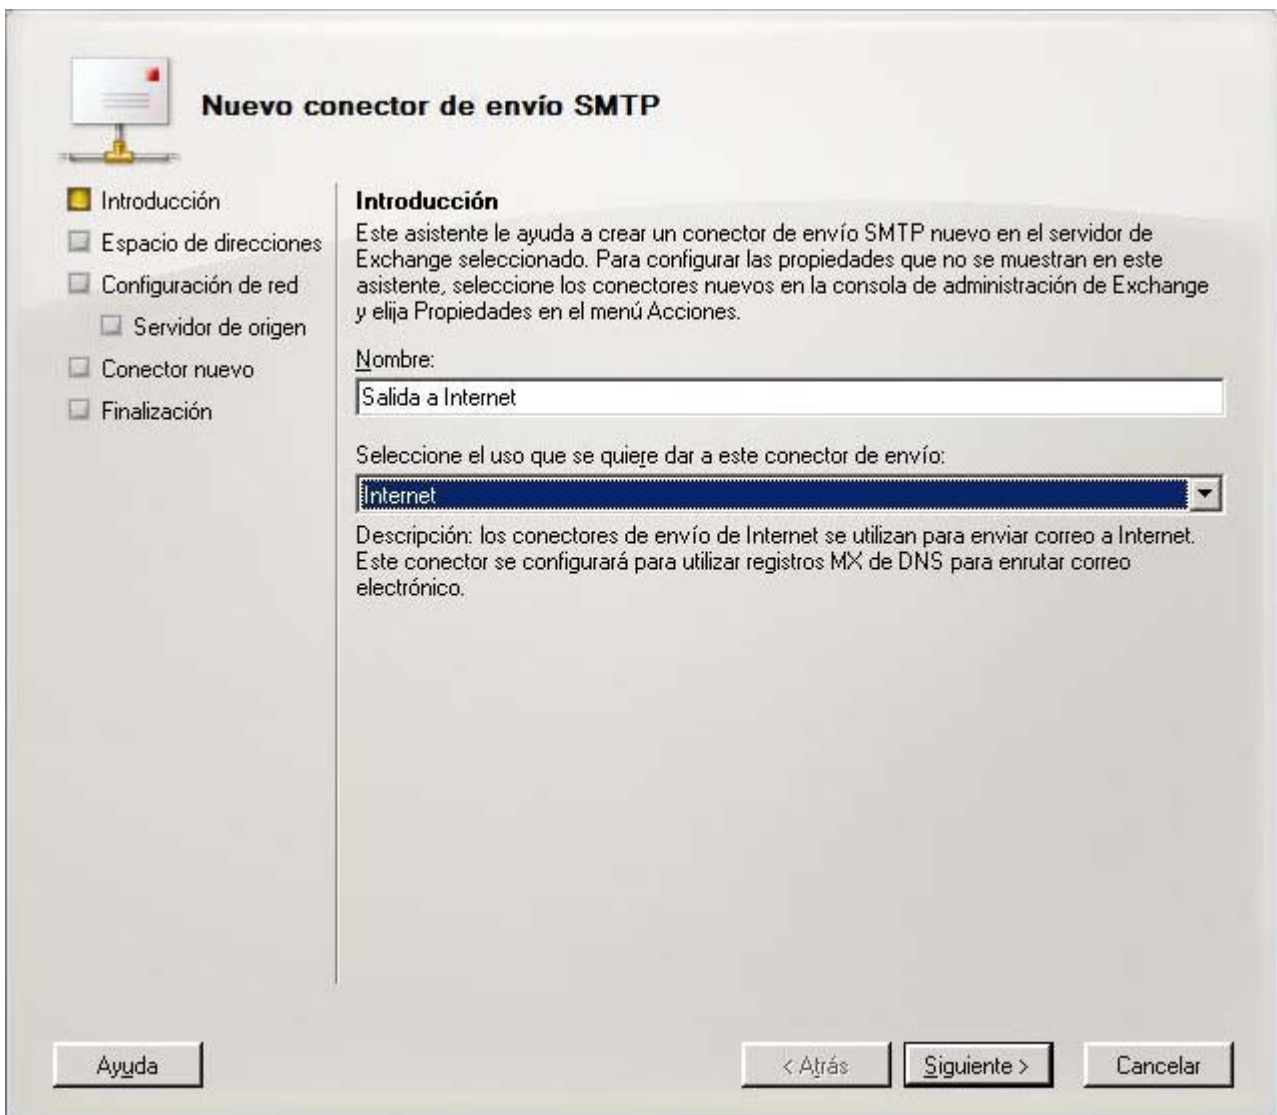 Nuevo conector de envío SMTP
Introducción
Espacio de direcciones
Configuración de red
Servidor de origen
Conector nuevo
Finalización
Introducción
Este asistente le ayuda a crear un conector de envío SMTP nuevo en el servidor de
Exchange seleccionado. Para configurar las propiedades que no se muestran en este
asistente, seleccione los conectores nuevos en la consola de administración de Exchange
y elija Propiedades en el menú Acciones.
Nombre:
Salida a Internet
Seleccione el uso que se quiere dar a este conector de envío:
Internet
Descripción: los conectores de envío de Internet se utilizan para enviar correo a Internet.
Este conector se configurará para utilizar registros MX de DNS para enrutar correo
electrónico.
Ayuda
< Atrás
Siguiente >
Cancelar